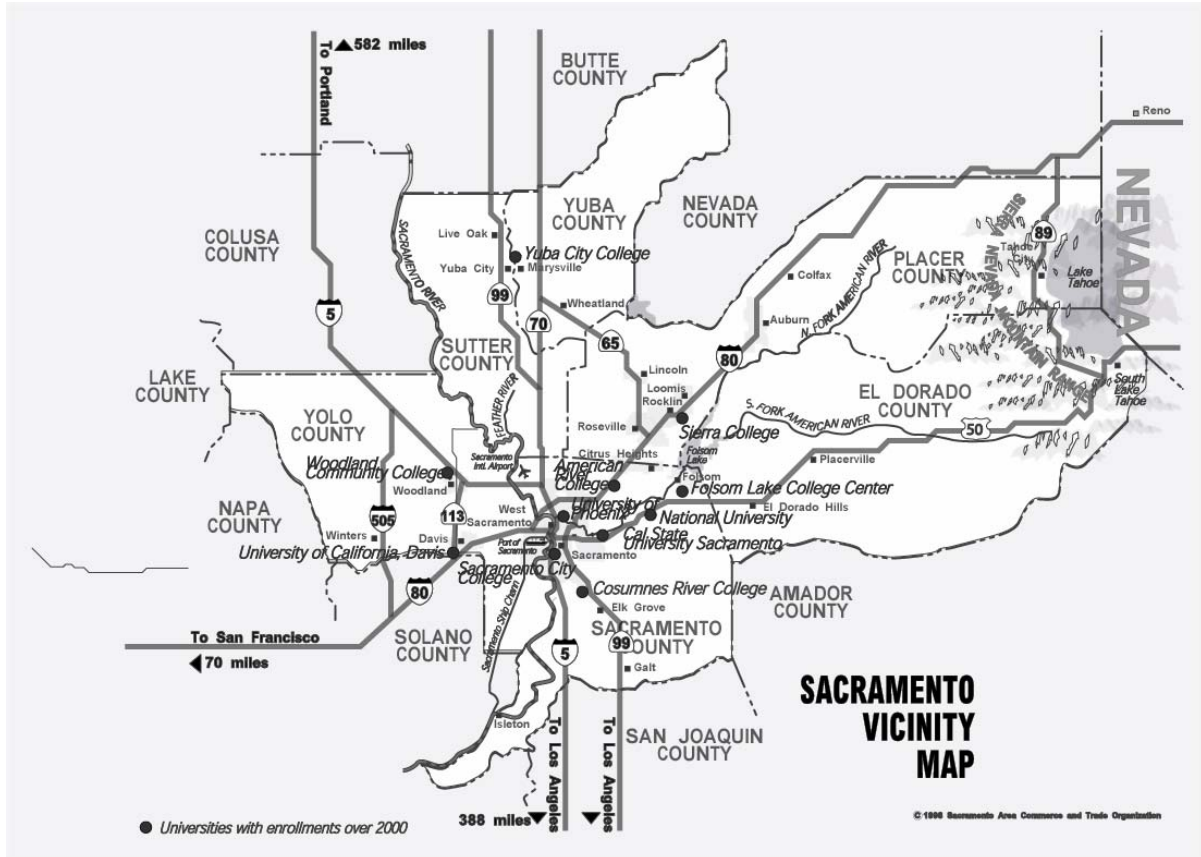 582 miles
To Portland
BUTTE
COUNTY
Reno
NEVADA
YUBA
COUNTY
NEVADA
COUNTY
COLUSA
COUNTY
SACRAMENTO RIVER
Live Oak
Yuba City College
Yuba City
Marysville
99
70
5
Wheatland
65
Colfax
PLACER
COUNTY
N. FORK AMERICAN RIVER
Auburn
80
SIERRA NEVADA MOUNTAIN RANGE
89
Tahoe
City
Lake
Tahoe
South
Lake
Tahoe
SUTTER
COUNTY
FEATHER RIVER
LAKE
COUNTY
Lincoln
Loomis
Rocklin
Roseville
Sierra College
EL DORADO
COUNTY
S. FORK AMERICAN RIVER
50
YOLO
COUNTY
Woodland
Community College
Woodland
Sacramento
Intl. Airport
Citrus Heights
American
River
College
Folsom
Lake
Folsom
Folsom Lake College Center
Placerville
El Dorado Hills
NAPA
COUNTY
505
113
West
Sacramento
University of
Phoenix
National University
Winters
Davis
University of California, Davis
Port of
Sacramento
Sacramento
Cal State
University Sacramento
Sacramento City
College
80
Cosumnes River College
Elk Grove
AMADOR
COUNTY
To San Francisco
70 miles
SOLANO
COUNTY
Sacramento Ship Chann
SACRAMENTO
COUNTY
5
99
Galt
Isleton
SAN JOAQUIN
COUNTY
To Los Angeles
To Los Angeles
388 miles
SACRAMENTO
VICINITY
MAP
Universities with enrollments over 2000
© 1998 Sacramento Area Commerce and Trade Organization